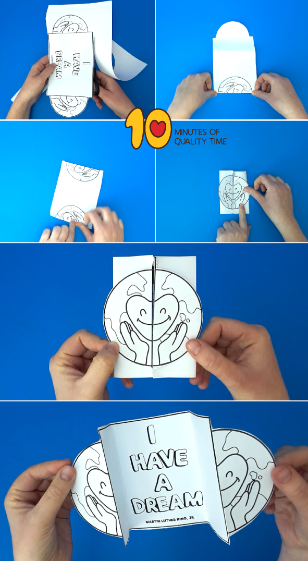 I
HAVE
A
DREAM
10
MINUTES OF
QUALITY TIME
I
HAVE
A
DREAM
MARTIN LUTHER KING, JR.